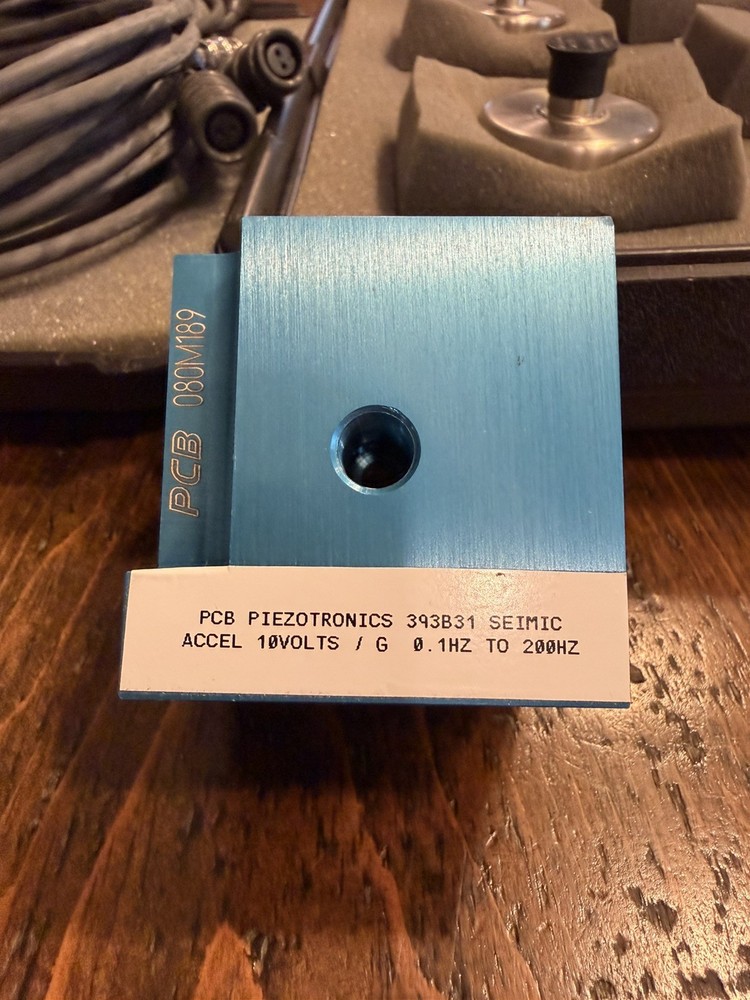 PCB 080M189
PCB PIEZOTRONICS 393B31 SEIMIC
ACCEL 10VOLTS / G 0.1HZ TO 200HZ